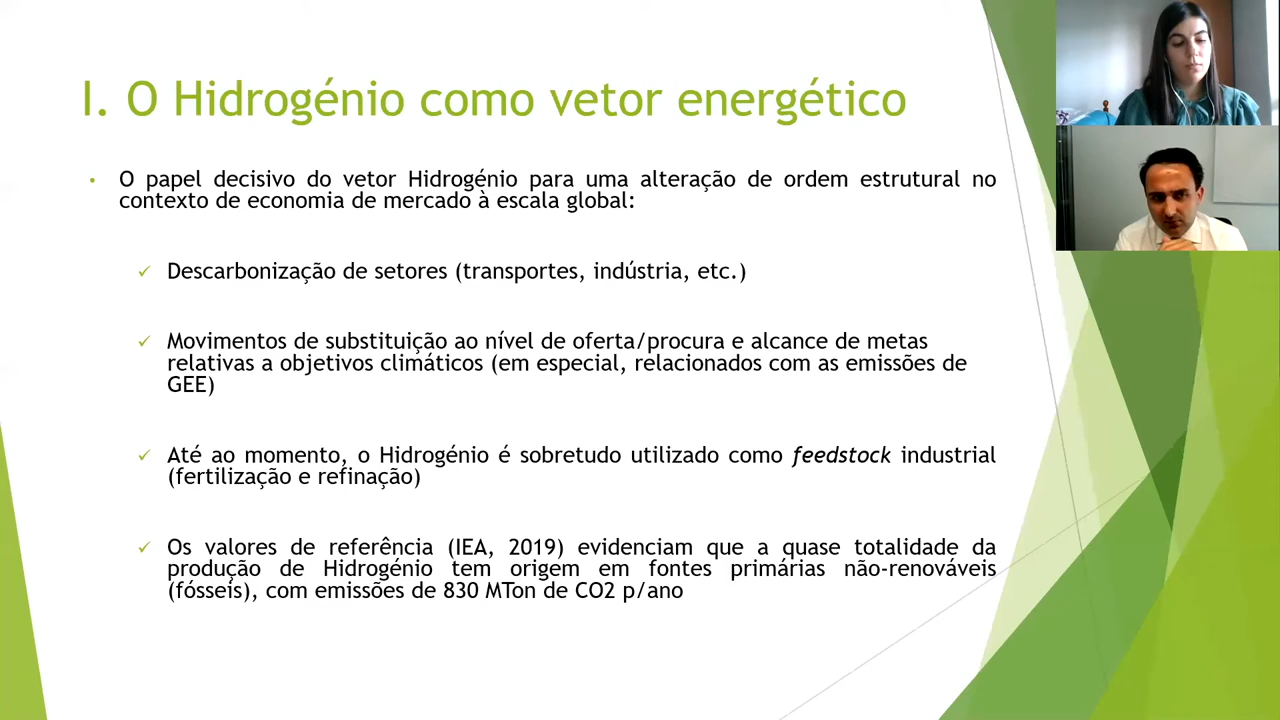 I. O Hidrogénio como vetor energético
• O papel decisivo do vetor Hidrogénio para uma alteração de ordem estrutural no
contexto de economia de mercado à escala global:
✓ Descarbonização de setores (transportes, indústria, etc.)
✓ Movimentos de substituição ao nível de oferta/procura e alcance de metas
relativas a objetivos climáticos (em especial, relacionados com as emissões de
GEE)
✓ Até ao momento, o Hidrogénio é sobretudo utilizado como feedstock industrial
(fertilização e refinação)
✓ Os valores de referência (IEA, 2019) evidenciam que a quase totalidade da
produção de Hidrogénio tem origem em fontes primárias não-renováveis
(fósseis), com emissões de 830 MTon de CO2 p/ano